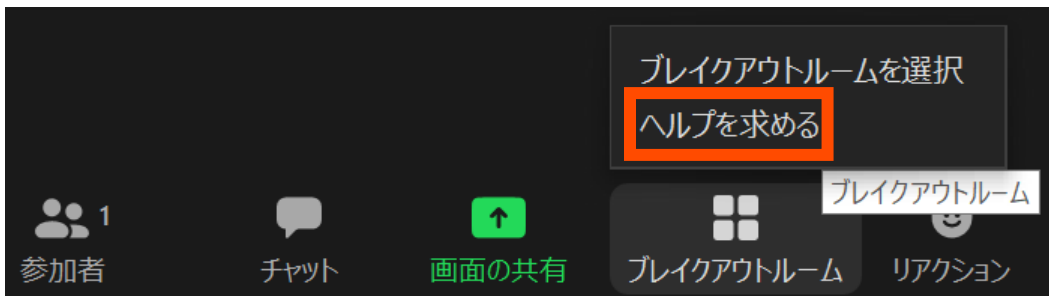 ブレイクアウトルームを選択
ヘルプを求める
ブレイクアウトルーム
1
参加者
チャット
画面の共有
ブレイクアウトルーム
リアクション